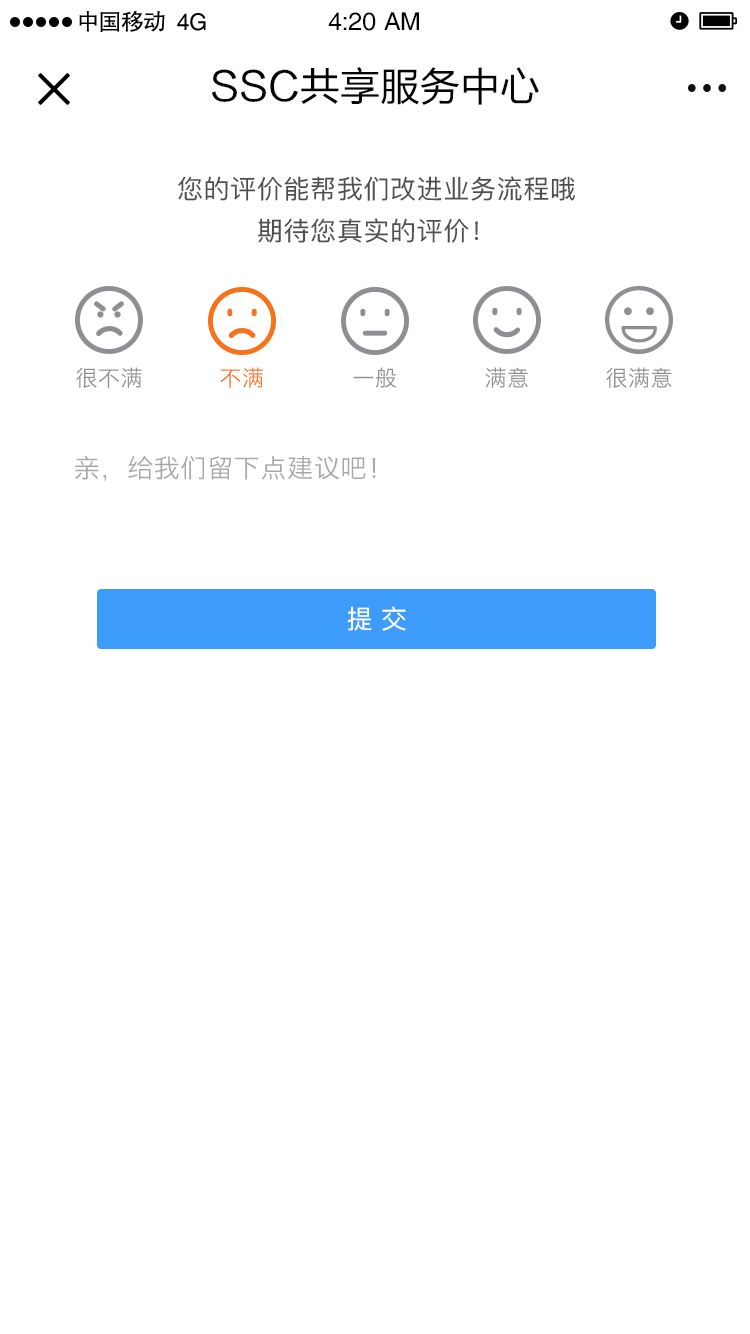 中国移动 4G 4:20 AM
SSC共享服务中心
您的评价能帮我们改进业务流程哦
期待您真实的评价！
很不满 不满 一般 满意 很满意
亲，给我们留下点建议吧！
提 交